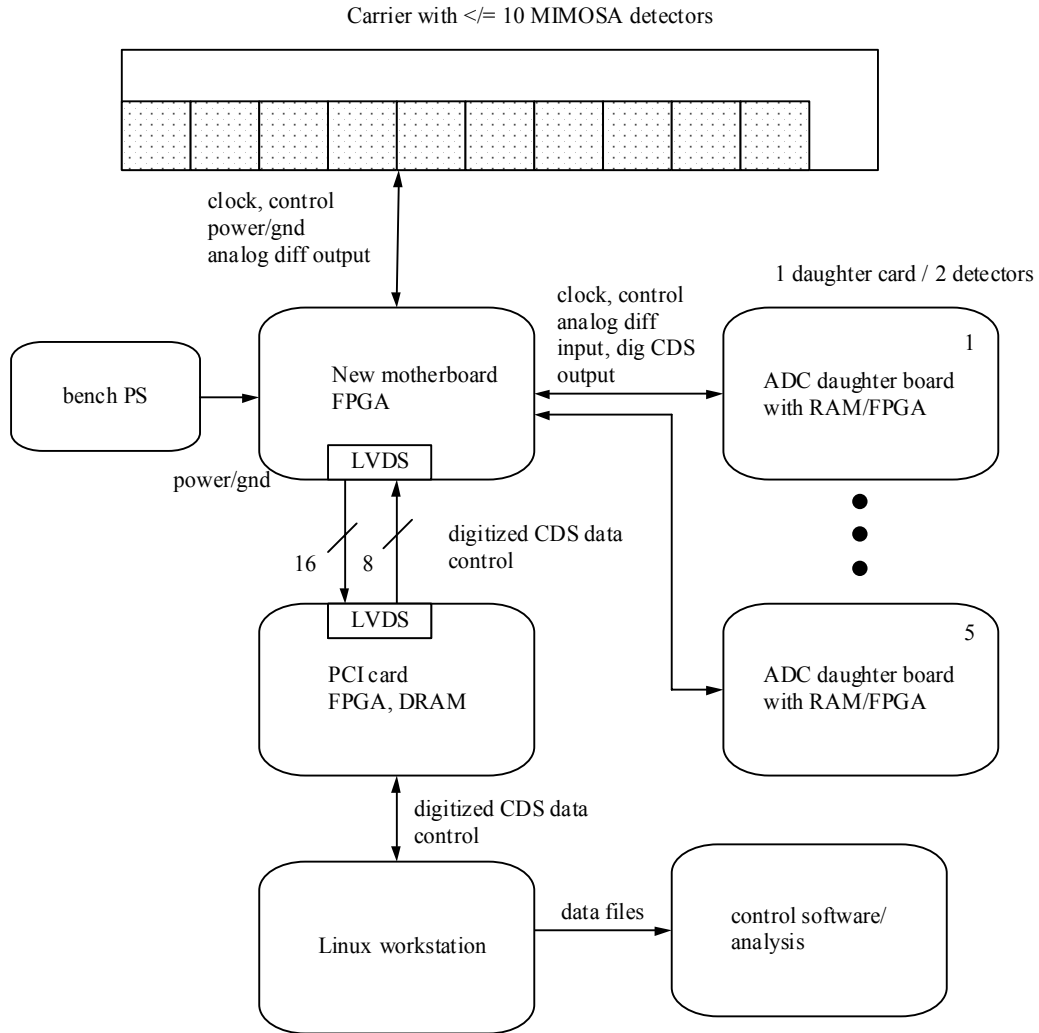 Carrier with </= 10 MIMOSA detectors
clock, control
power/gnd
analog diff output
1 daughter card / 2 detectors
clock, control
analog diff
input, dig CDS
output
1
ADC daughter board
with RAM/FPGA
New motherboard
FPGA
bench PS
LVDS
power/gnd
16
8
digitized CDS data
control
LVDS
PCI card
FPGA, DRAM
5
ADC daughter board
with RAM/FPGA
digitized CDS data
control
Linux workstation
data files
control software/
analysis